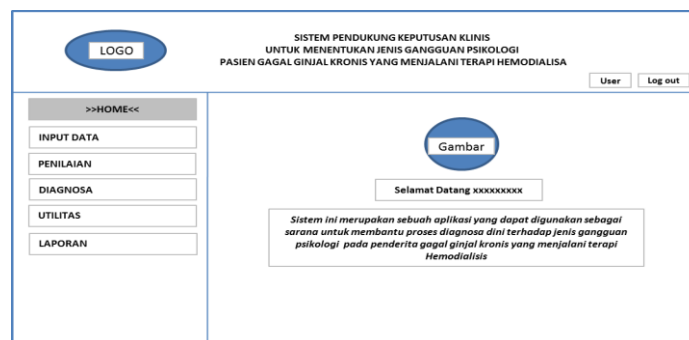 LOGO
SISTEM PENDUKUNG KEPUTUSAN KLINIS
UNTUK MENENTUKAN JENIS GANGGUAN PSIKOLOGI
PASIEN GAGAL GINJAL KRONIS YANG MENJALANI TERAPI HEMODIALISA
User
Log out
>>HOME<<
INPUT DATA
PENILAIAN
DIAGNOSA
UTILITAS
LAPORAN
Gambar
Selamat Datang xxxxxxxxx
Sistem ini merupakan sebuah aplikasi yang dapat digunakan sebagai
sarana untuk membantu proses diagnosa dini terhadap jenis gangguan
psikologi pada penderita gagal ginjal kronis yang menjalani terapi
Hemodialisis